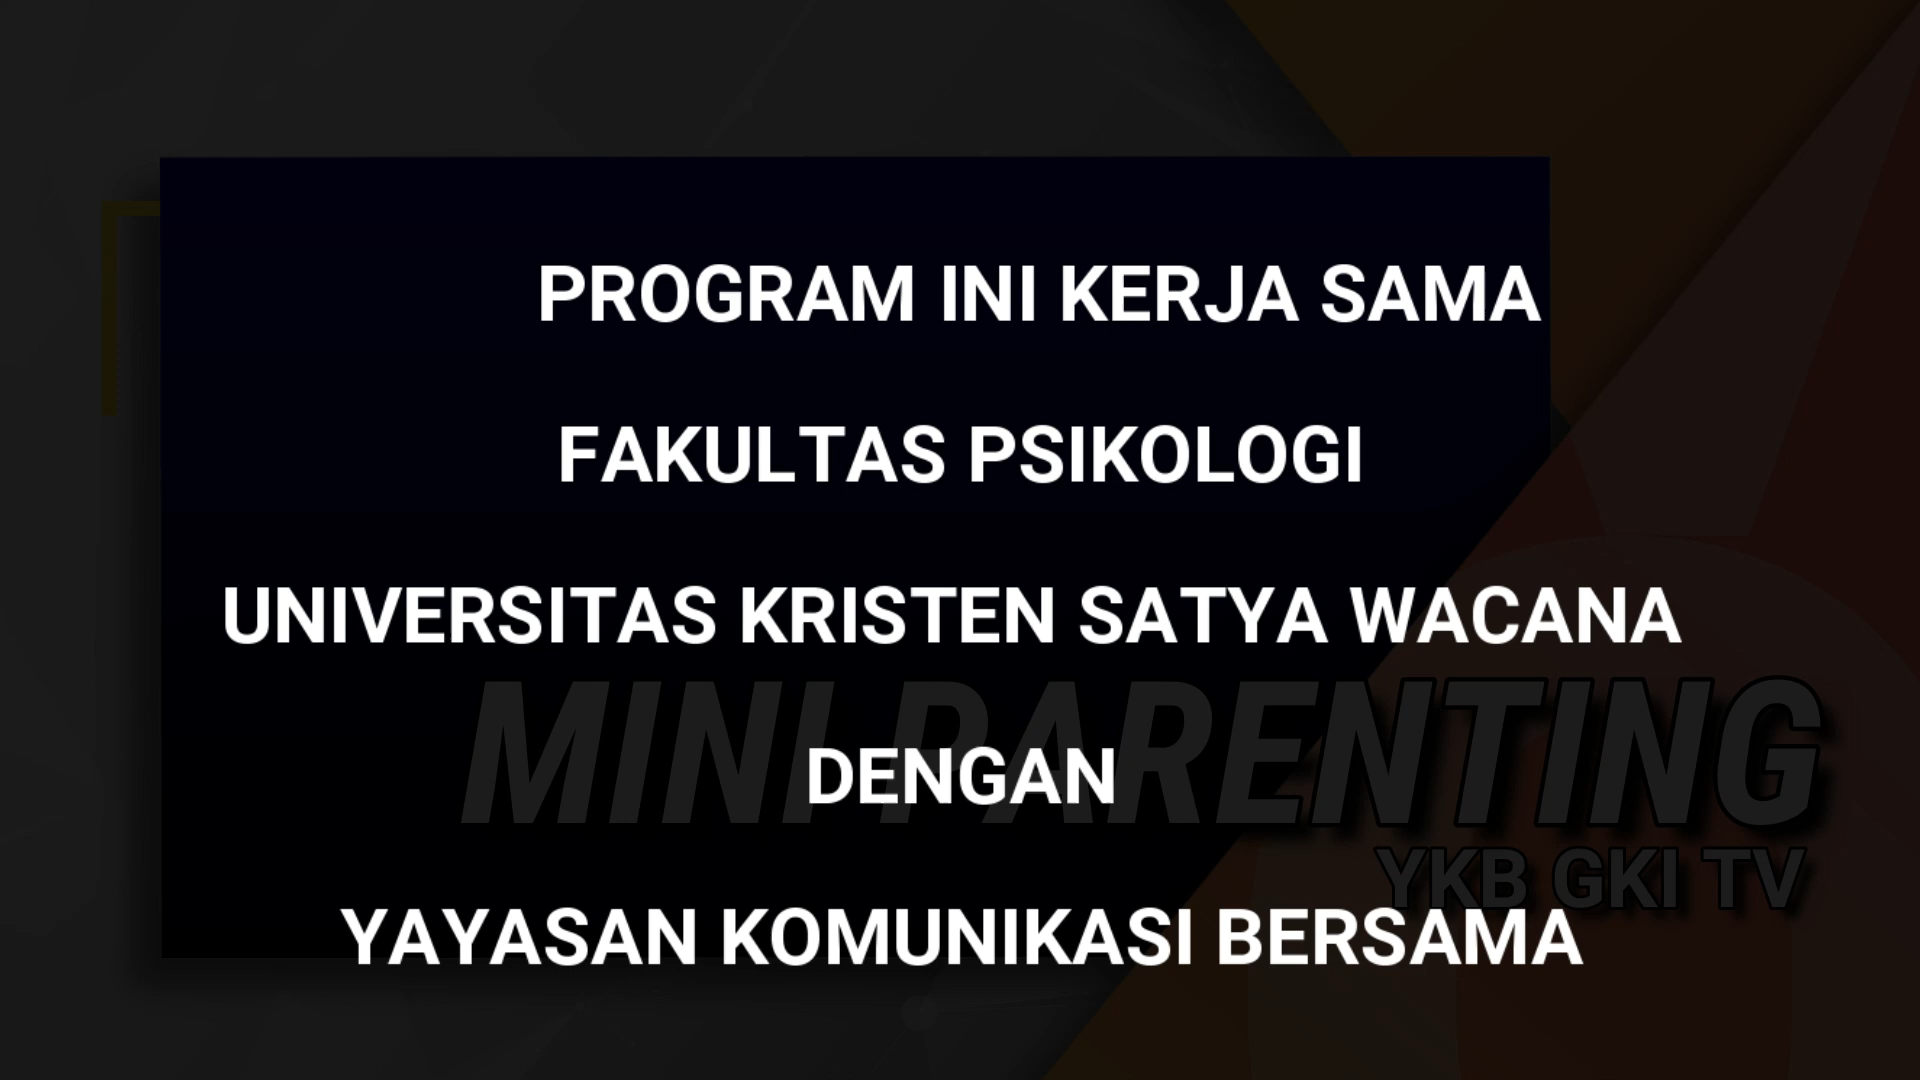 PROGRAM INI KERJA SAMA
FAKULTAS PSIKOLOGI
UNIVERSITAS KRISTEN SATYA WACANA
MINI PARENTING
DENGAN
YKB GKI TV
YAYASAN KOMUNIKASI BERSAMA